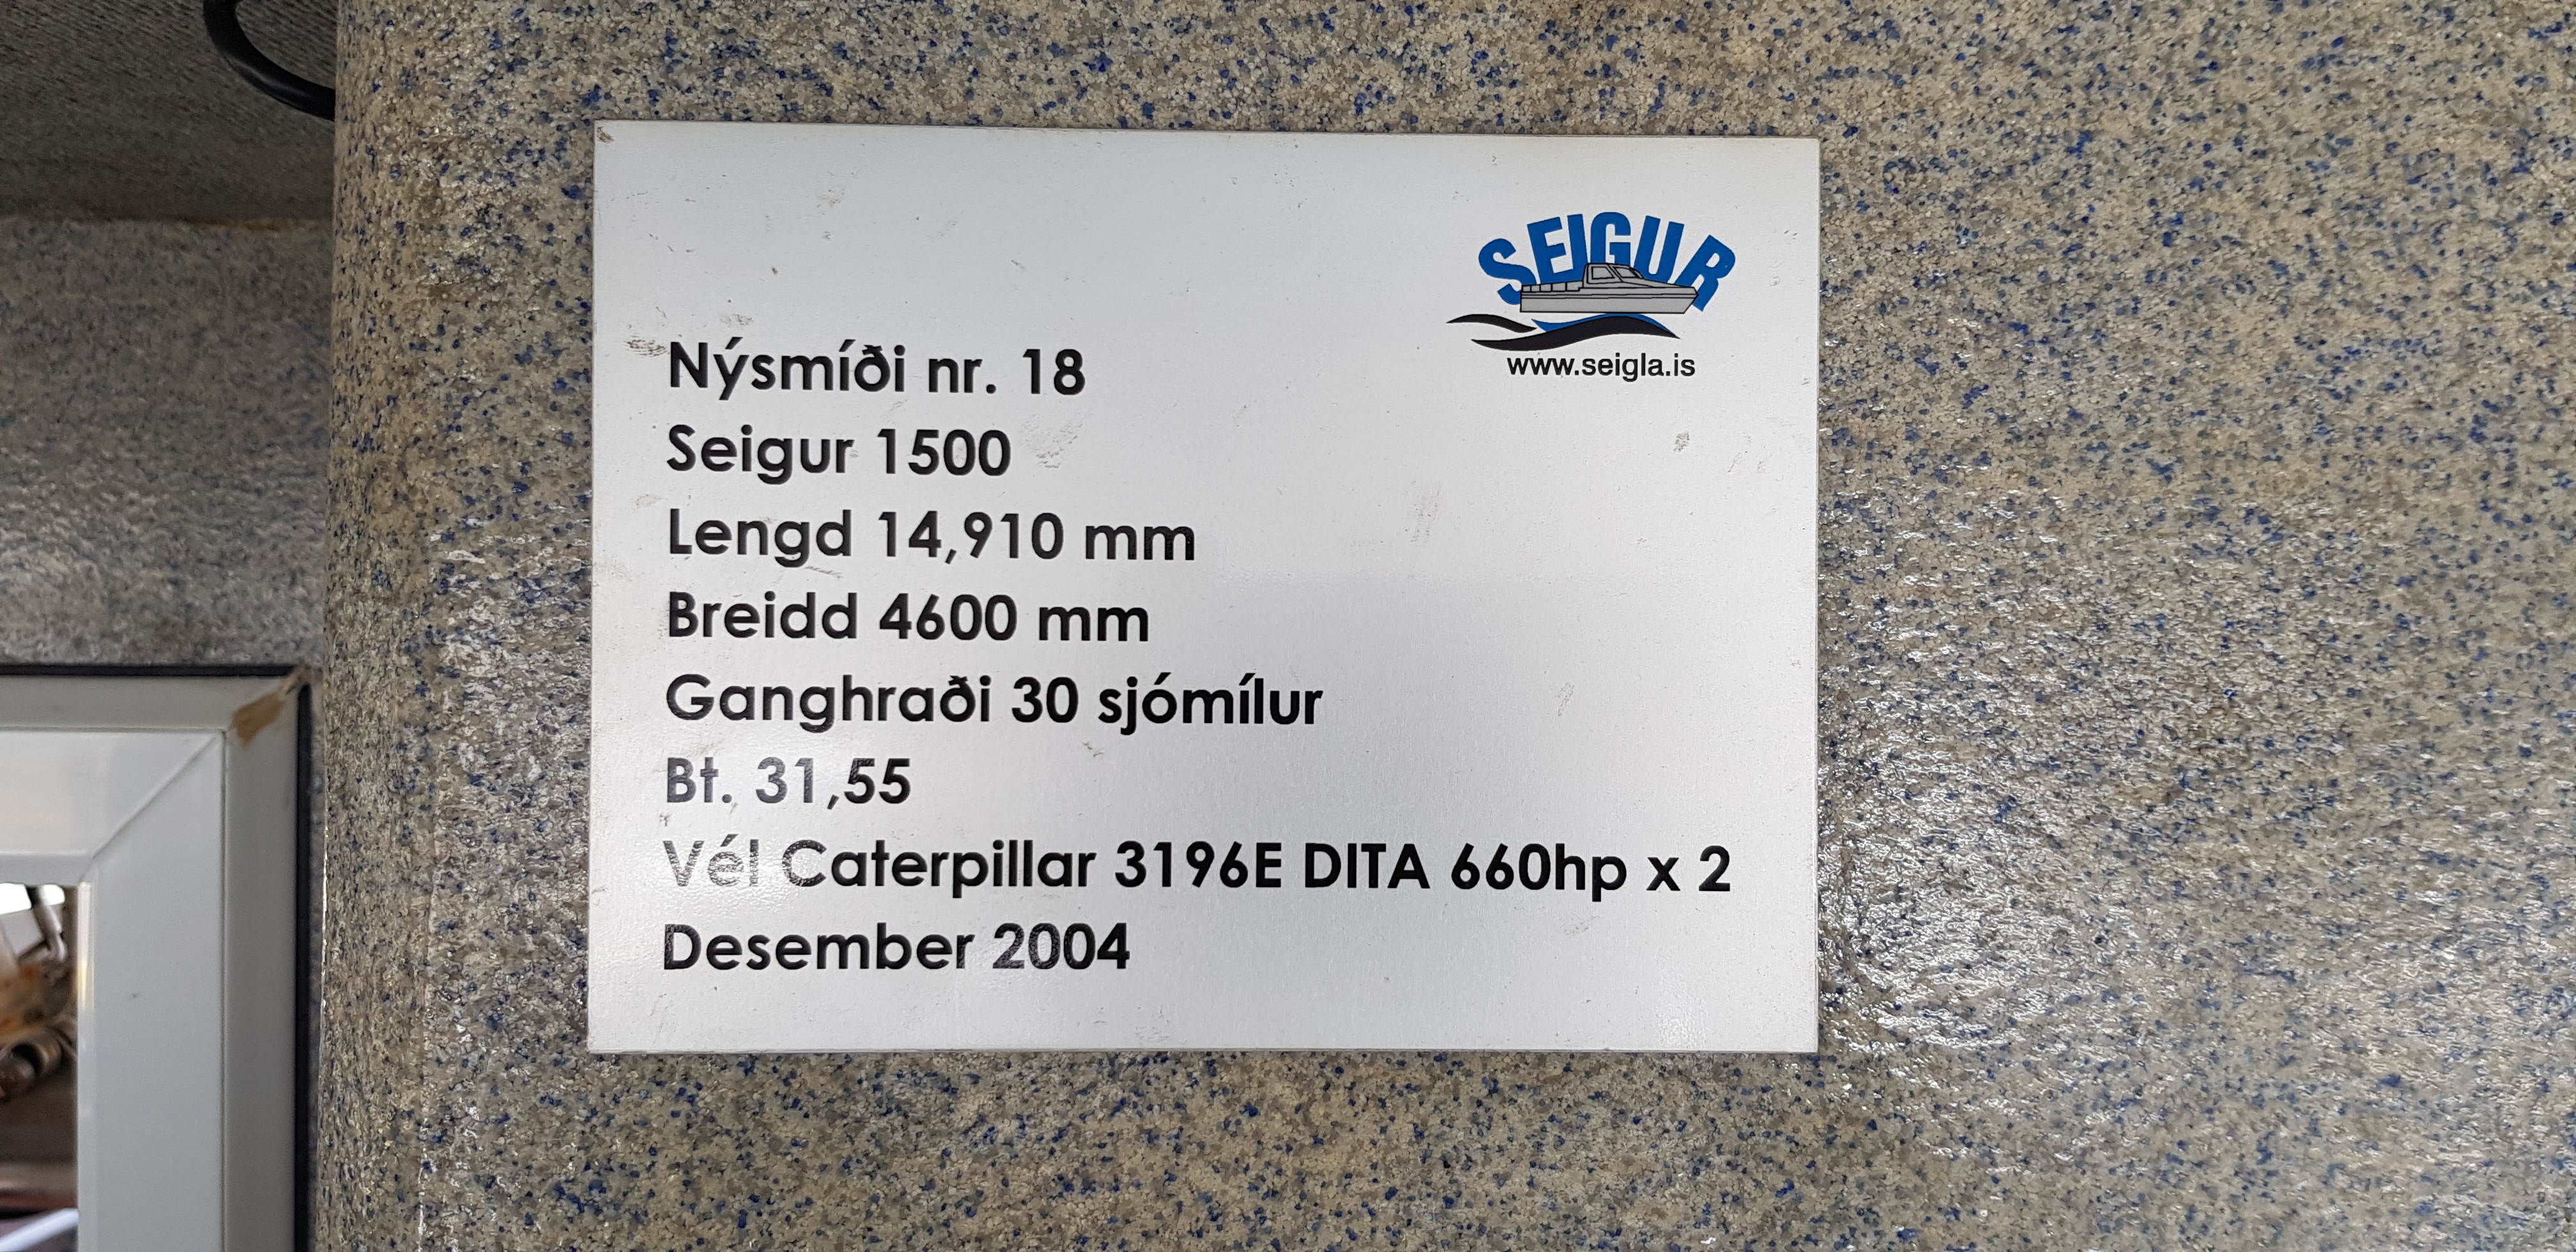 SEIGUR
www.seigla.is
Nýsmíði nr. 18
Seigur 1500
Lengd 14,910 mm
Breidd 4600 mm
Ganghraði 30 sjómílur
Bt. 31,55
Vél Caterpillar 3196E DITA 660hp x 2
Desember 2004